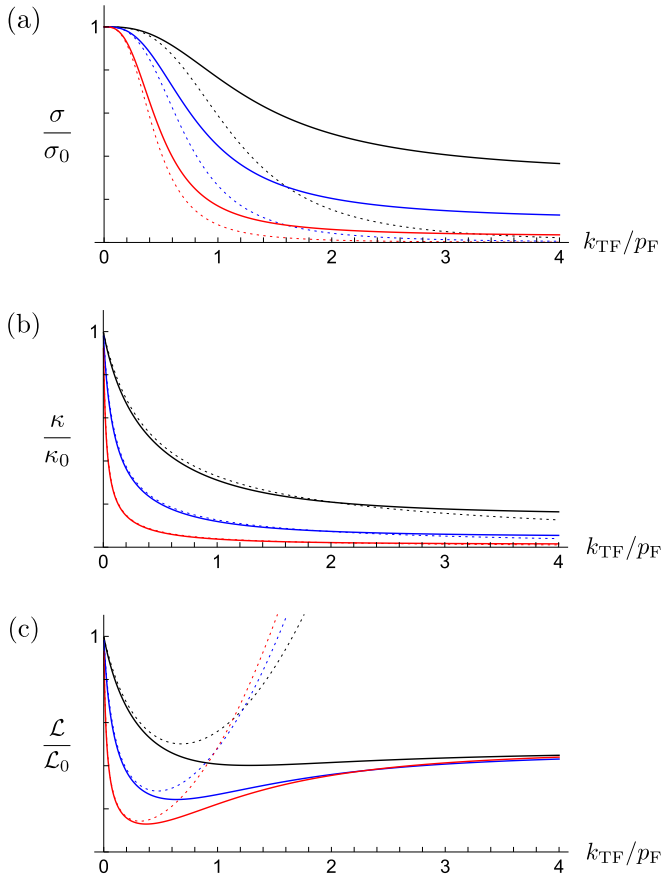 (a)
1
σ/σ₀
0 1 2 3 4
k_TF/p_F
(b)
1
κ/κ₀
0 1 2 3 4
k_TF/p_F
(c)
1
ℒ/ℒ₀
0 1 2 3 4
k_TF/p_F